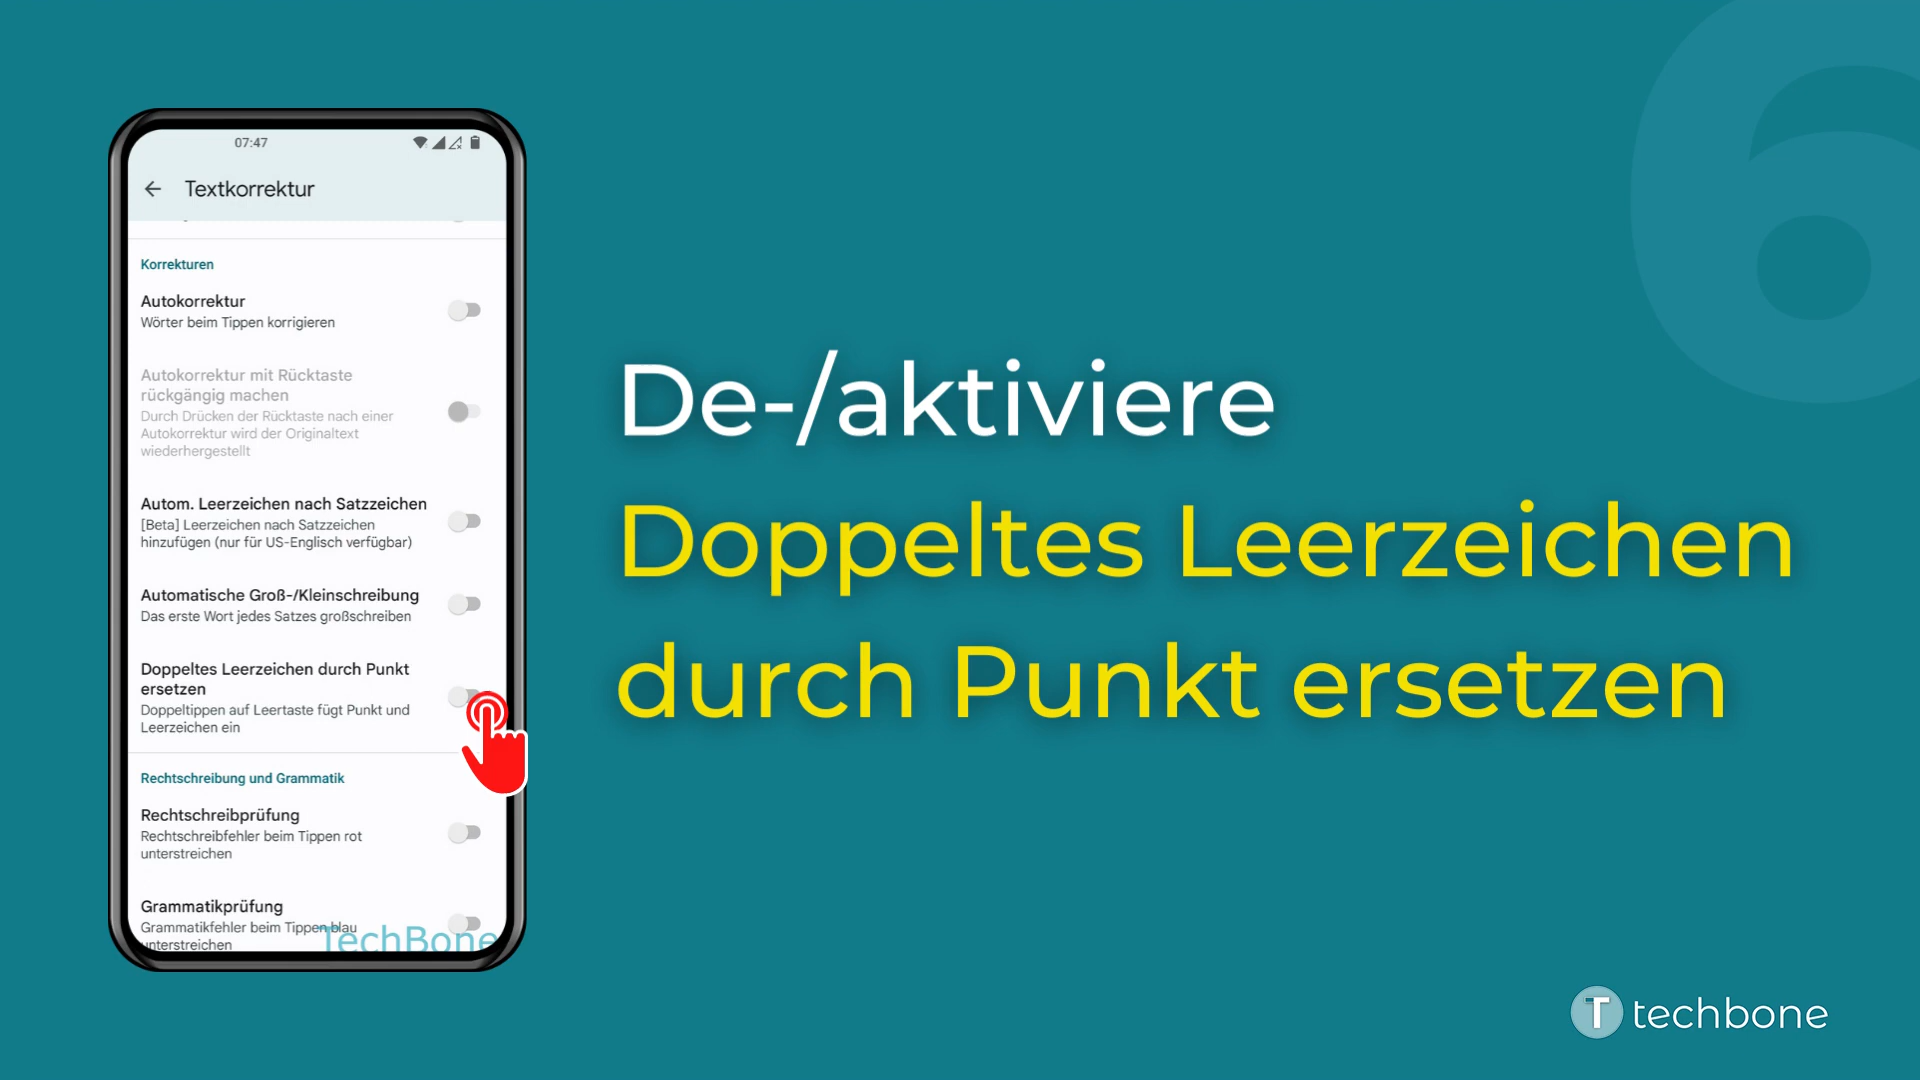 6
07:47
Textkorrektur
Korrekturen
Autokorrektur
Wörter beim Tippen korrigieren
Autokorrektur mit Rücktaste
rückgängig machen
Durch Drücken der Rücktaste nach einer
Autokorrektur wird der Originaltext
wiederhergestellt
Autom. Leerzeichen nach Satzzeichen
[Beta] Leerzeichen nach Satzzeichen
hinzufügen (nur für US-Englisch verfügbar)
Automatische Groß-/Kleinschreibung
Das erste Wort jedes Satzes großschreiben
Doppeltes Leerzeichen durch Punkt
ersetzen
Doppeltippen auf Leertaste fügt Punkt und
Leerzeichen ein
Rechtschreibung und Grammatik
Rechtschreibprüfung
Rechtschreibfehler beim Tippen rot
unterstreichen
Grammatikprüfung
Grammatikfehler beim Tippen blau
unterstreichen
TechBone
De-/aktiviere
Doppeltes Leerzeichen
durch Punkt ersetzen
T techbone